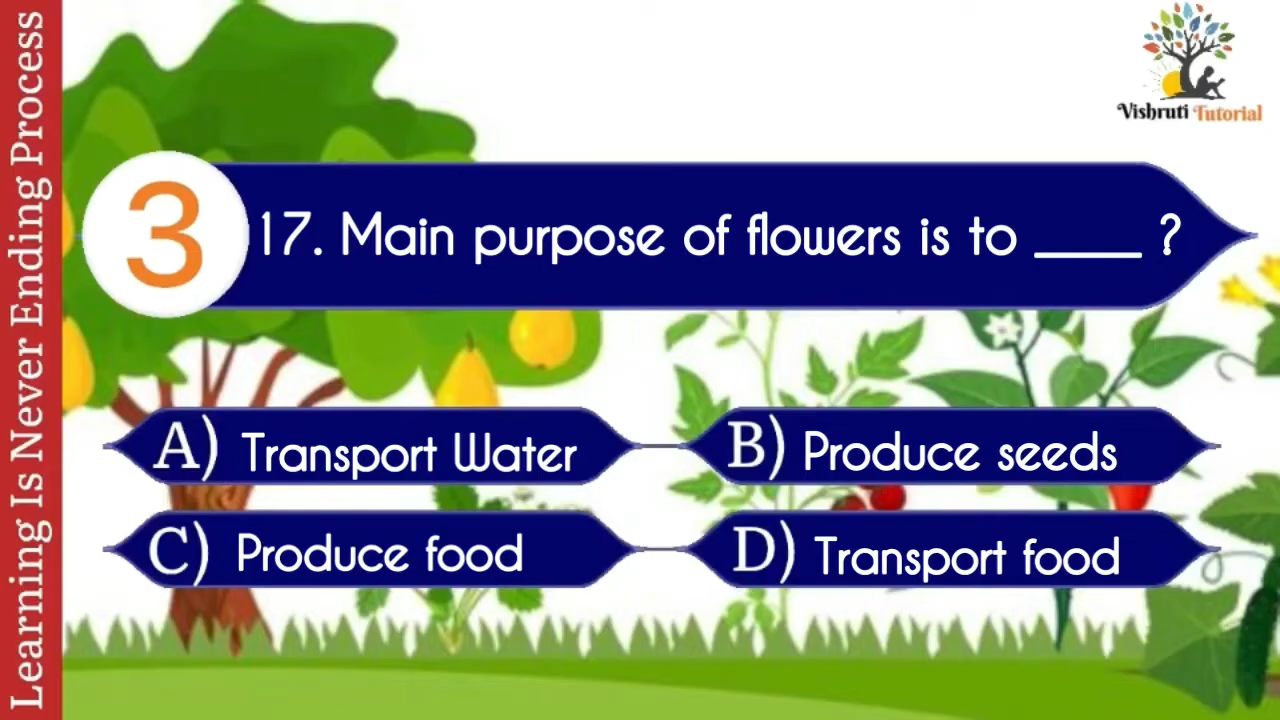 Learning Is Never Ending Process
Vishruti Tutorial
3
17. Main purpose of flowers is to ____ ?
A) Transport Water
B) Produce seeds
C) Produce food
D) Transport food